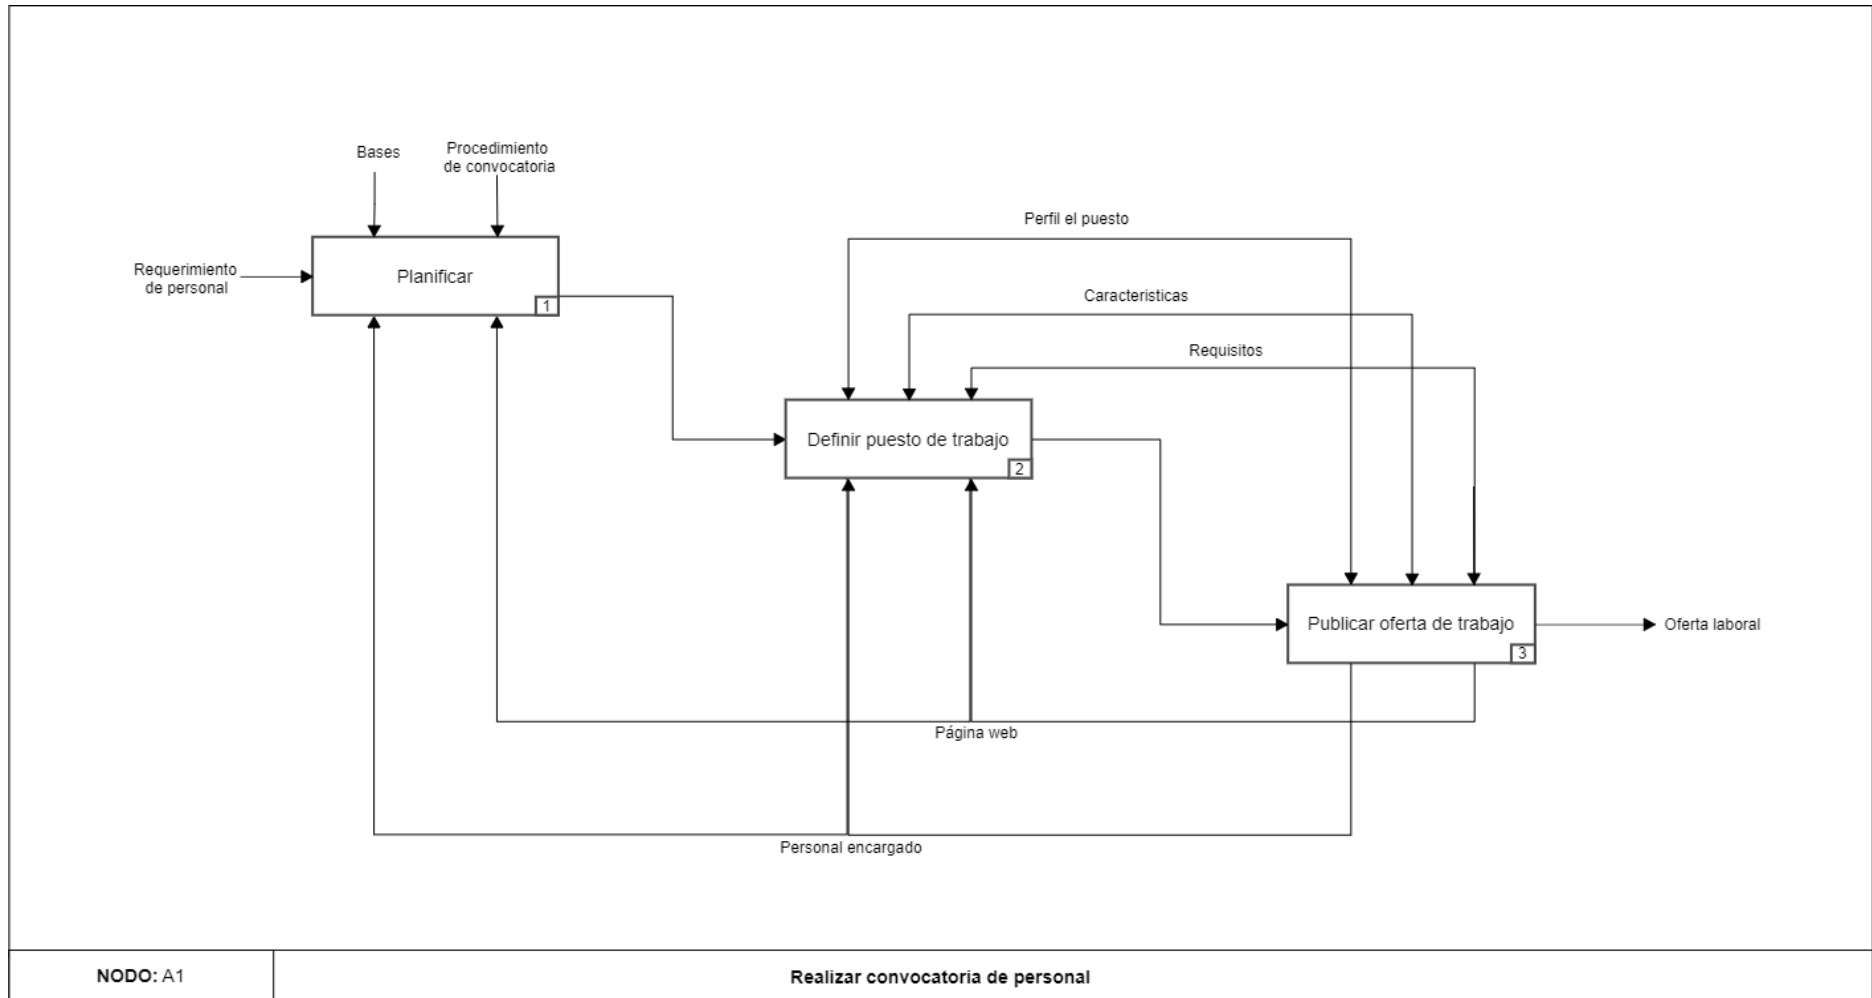 Bases
Procedimiento
de convocatoria
Requerimiento
de personal
Planificar
1
Perfil el puesto
Caracteristicas
Requisitos
Definir puesto de trabajo
2
Publicar oferta de trabajo
3
Oferta laboral
Página web
Personal encargado
NODO: A1
Realizar convocatoria de personal